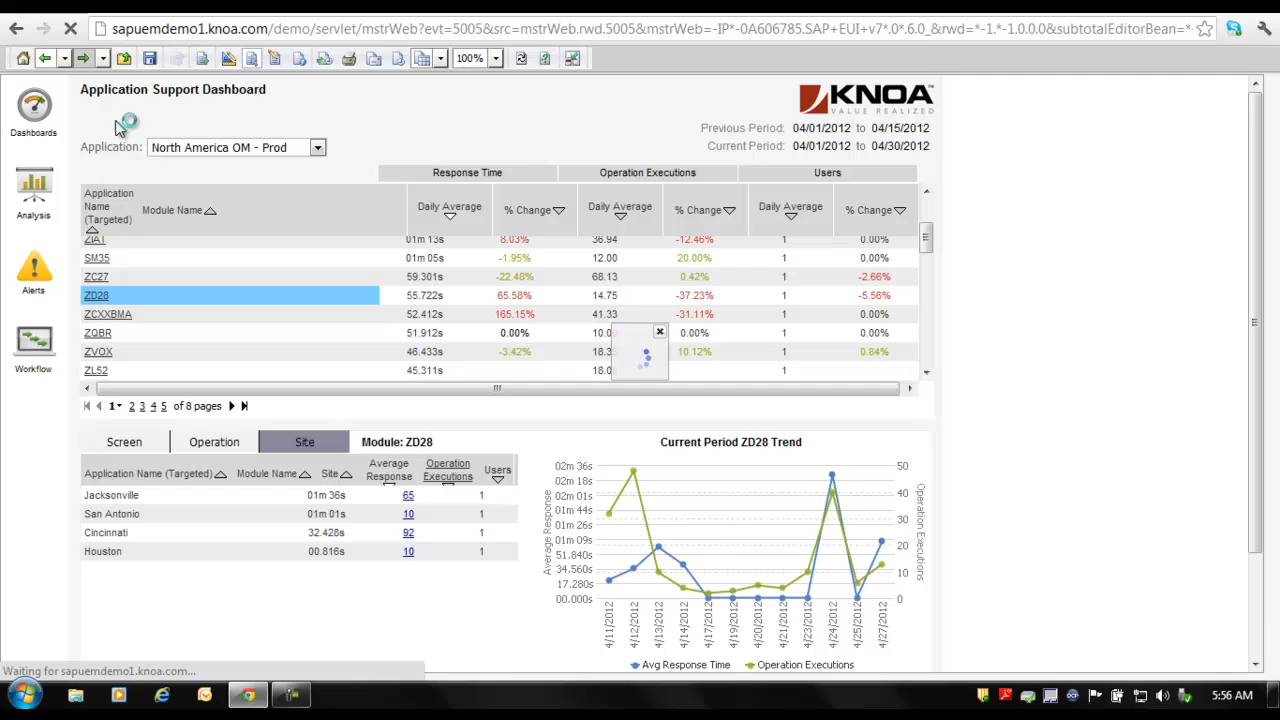 sapuemdemo1.knoa.com/demo/servlet/mstrWeb?evt=5005&src=mstrWeb.rwd.5005&mstrWeb=-IP*-0A606785.SAP+EUI+v7*.0*.6.0_&rwd=*-1.*-1.0.0.0&subtotalEditorBean=*-
100%
Application Support Dashboard
KNOA
VALUE REALIZED
Dashboards
Previous Period: 04/01/2012 to 04/15/2012
Application: North America OM - Prod
Current Period: 04/01/2012 to 04/30/2012
Response Time Operation Executions Users
Application Name (Targeted) Module Name Daily Average % Change Daily Average % Change Daily Average % Change
Analysis
ZIAT 01m 13s 8.03% 36.94 -12.46% 1 0.00%
SM35 01m 05s -1.95% 12.00 20.00% 1 0.00%
ZC27 59.301s -22.48% 68.13 0.42% 1 -2.66%
Alerts
ZD28 55.722s 65.58% 14.75 -37.23% 1 -5.56%
ZCXXBMA 52.412s 165.15% 41.33 -31.11% 1 0.00%
ZQBR 51.912s 0.00% 10.0 0.00% 1 0.00%
ZVOX 46.433s -3.42% 18.3 10.12% 1 0.84%
Workflow
ZL52 45.311s 18.0 1
1 2 3 4 5 of 8 pages
Screen Operation Site Module: ZD28
Application Name (Targeted) Module Name Site Average Response Operation Executions Users
Jacksonville 01m 36s 65 1
San Antonio 01m 01s 10 1
Cincinnati 32.428s 92 1
Houston 00.816s 10 1
Current Period ZD28 Trend
02m 36s 50
02m 18s
02m 01s 40
01m 44s
01m 26s 30
01m 09s
51.840s 20
34.560s 10
17.280s
00.000s 0
Average Response
Operation Executions
4/11/2012 4/12/2012 4/13/2012 4/14/2012 4/17/2012 4/19/2012 4/20/2012 4/21/2012 4/23/2012 4/24/2012 4/25/2012 4/27/2012
Avg Response Time Operation Executions
Waiting for sapuemdemo1.knoa.com...
5:56 AM